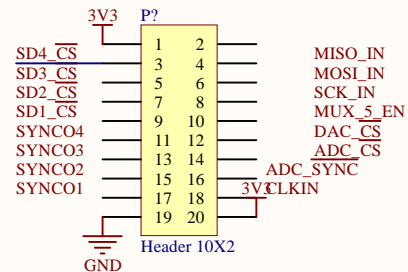 3V3 P?
1 2
SD4_CS 3 4 MISO_IN
SD3_CS 5 6 MOSI_IN
SD2_CS 7 8 SCK_IN
SD1_CS 9 10 MUX_5_EN
SYNCO4 11 12 DAC_CS
SYNCO3 13 14 ADC_CS
SYNCO2 15 16 ADC_SYNC
SYNCO1 17 18 3V3 CLKIN
19 20
Header 10X2
GND